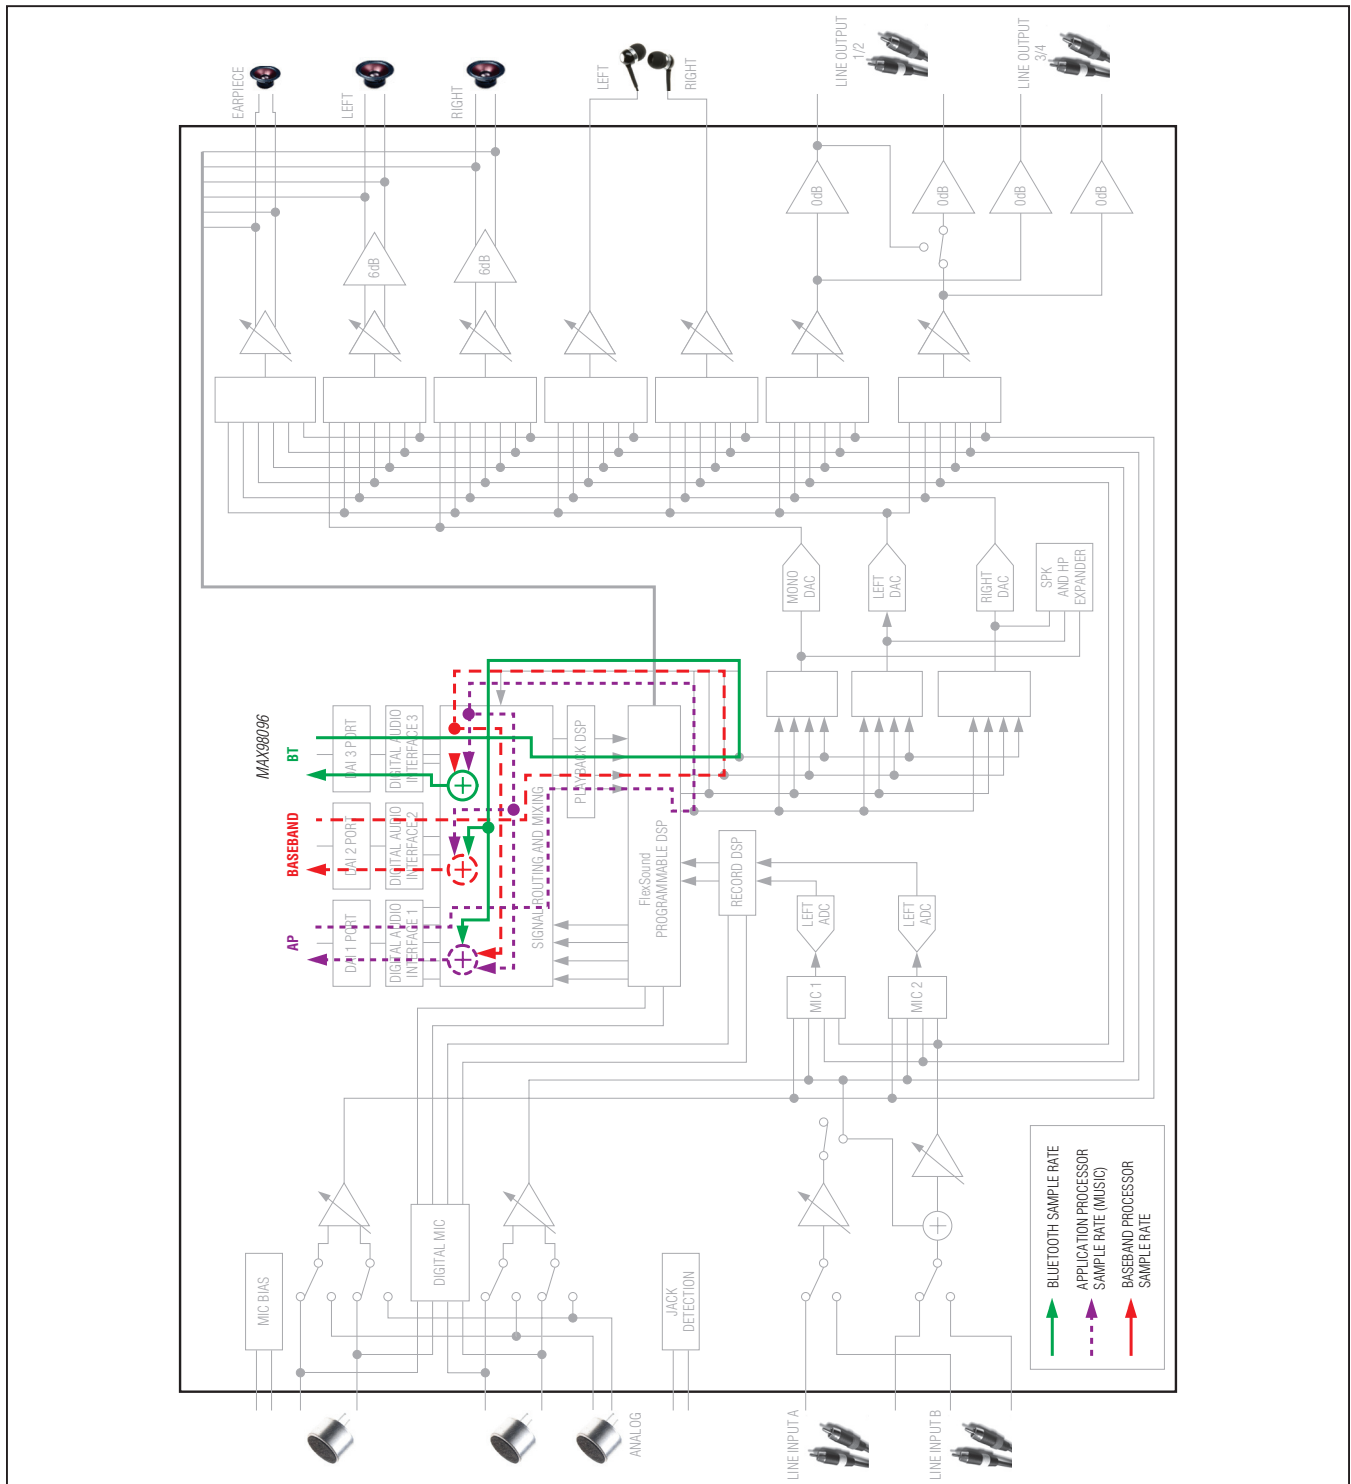 EARPIECE
LEFT
RIGHT
LEFT
RIGHT
LINE OUTPUT
1/2
LINE OUTPUT
3/4
6dB
6dB
0dB
0dB
0dB
0dB
MONO
DAC
LEFT
DAC
RIGHT
DAC
SPK
AND HP
EXPANDER
MAX98096
BT
BASEBAND
AP
DAI 3 PORT
DIGITAL AUDIO
INTERFACE 3
DAI 2 PORT
DIGITAL AUDIO
INTERFACE 2
DAI 1 PORT
DIGITAL AUDIO
INTERFACE 1
SIGNAL ROUTING AND MIXING
PLAYBACK DSP
FlexSound
PROGRAMMABLE DSP
RECORD DSP
LEFT
ADC
LEFT
ADC
MIC 1
MIC 2
MIC BIAS
DIGITAL MIC
JACK
DETECTION
ANALOG
LINE INPUT A
LINE INPUT B
BLUETOOTH SAMPLE RATE
APPLICATION PROCESSOR
SAMPLE RATE (MUSIC)
BASEBAND PROCESSOR
SAMPLE RATE